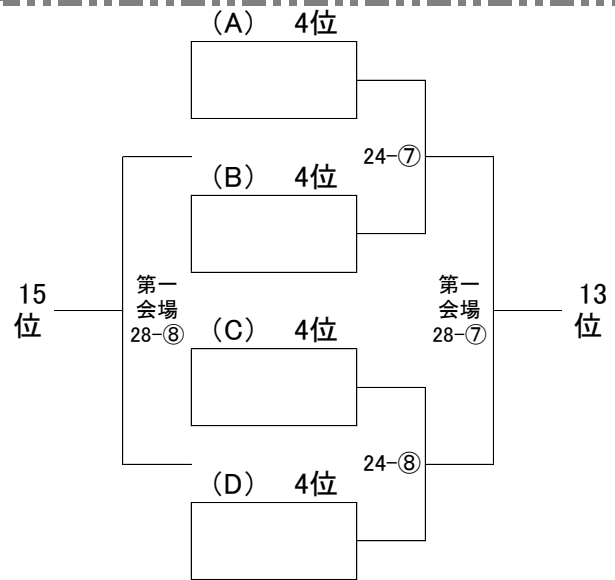 （A） 4位
24-⑦
（B） 4位
15
位
第一
会場
28-⑧
第一
会場
28-⑦
13
位
（C） 4位
24-⑧
（D） 4位